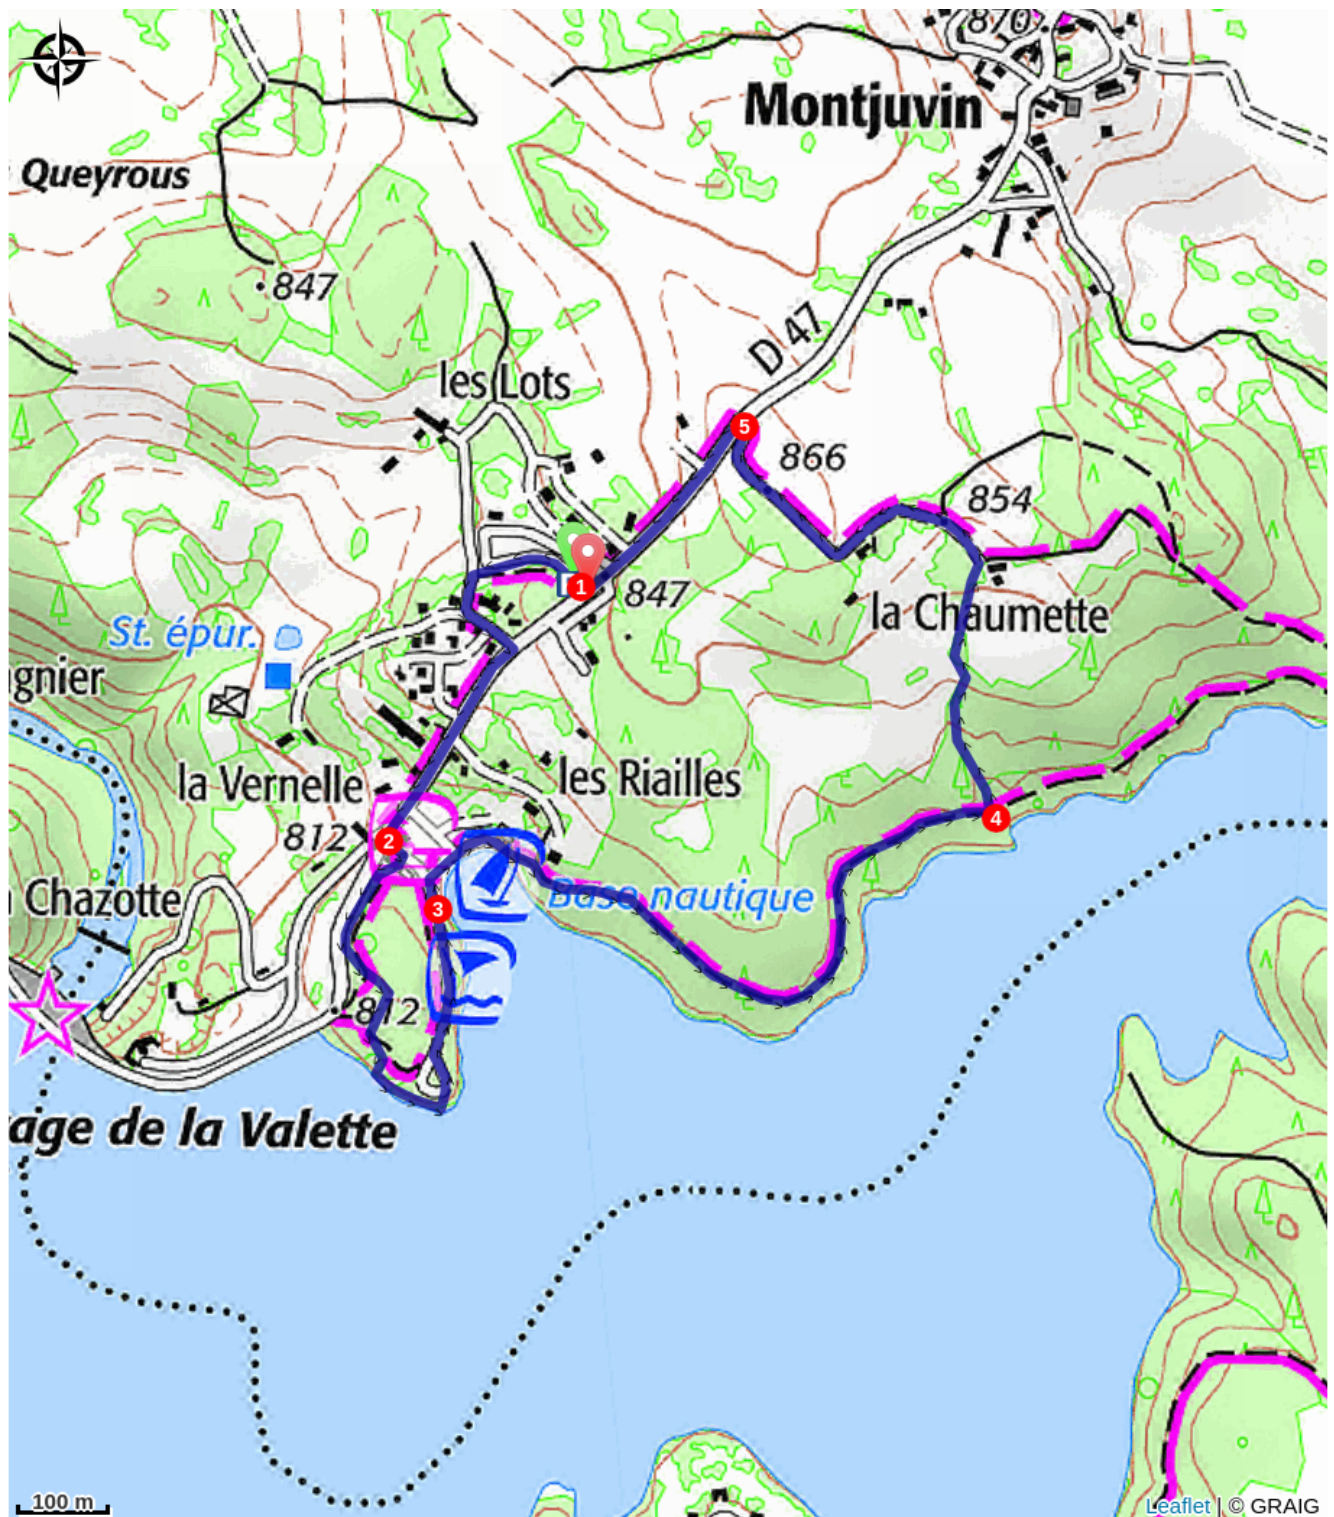 870
Montjuvin
Queyrous
847
D 47
les Lots
5
866
854
1
847
la Chaumette
St. épur.
gnier
les Riailles
la Vernelle
812
2
4
Chazotte
Base nautique
3
812
age de la Valette
100 m
Leaflet | © GRAIG